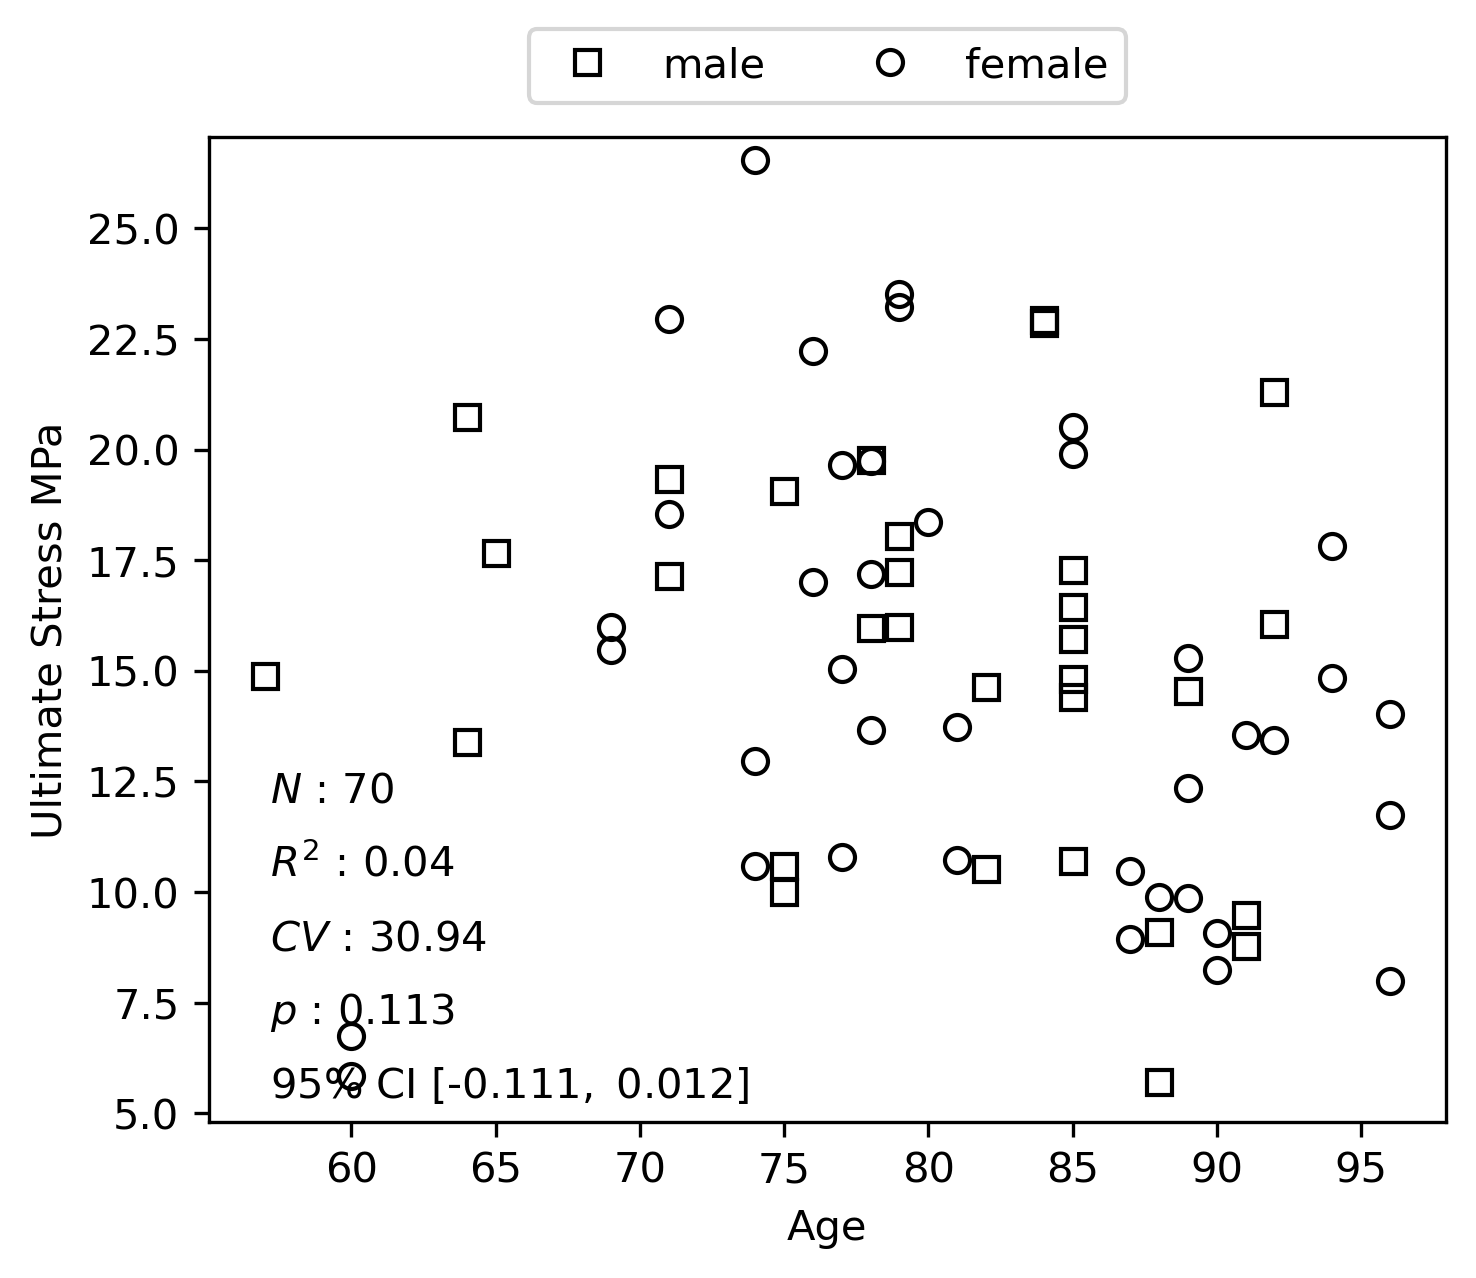 male female
25.0
22.5
20.0
17.5
15.0
12.5
10.0
7.5
5.0
Ultimate Stress MPa
N : 70
R² : 0.04
CV : 30.94
p : 0.113
95% CI [-0.111, 0.012]
60 65 70 75 80 85 90 95
Age